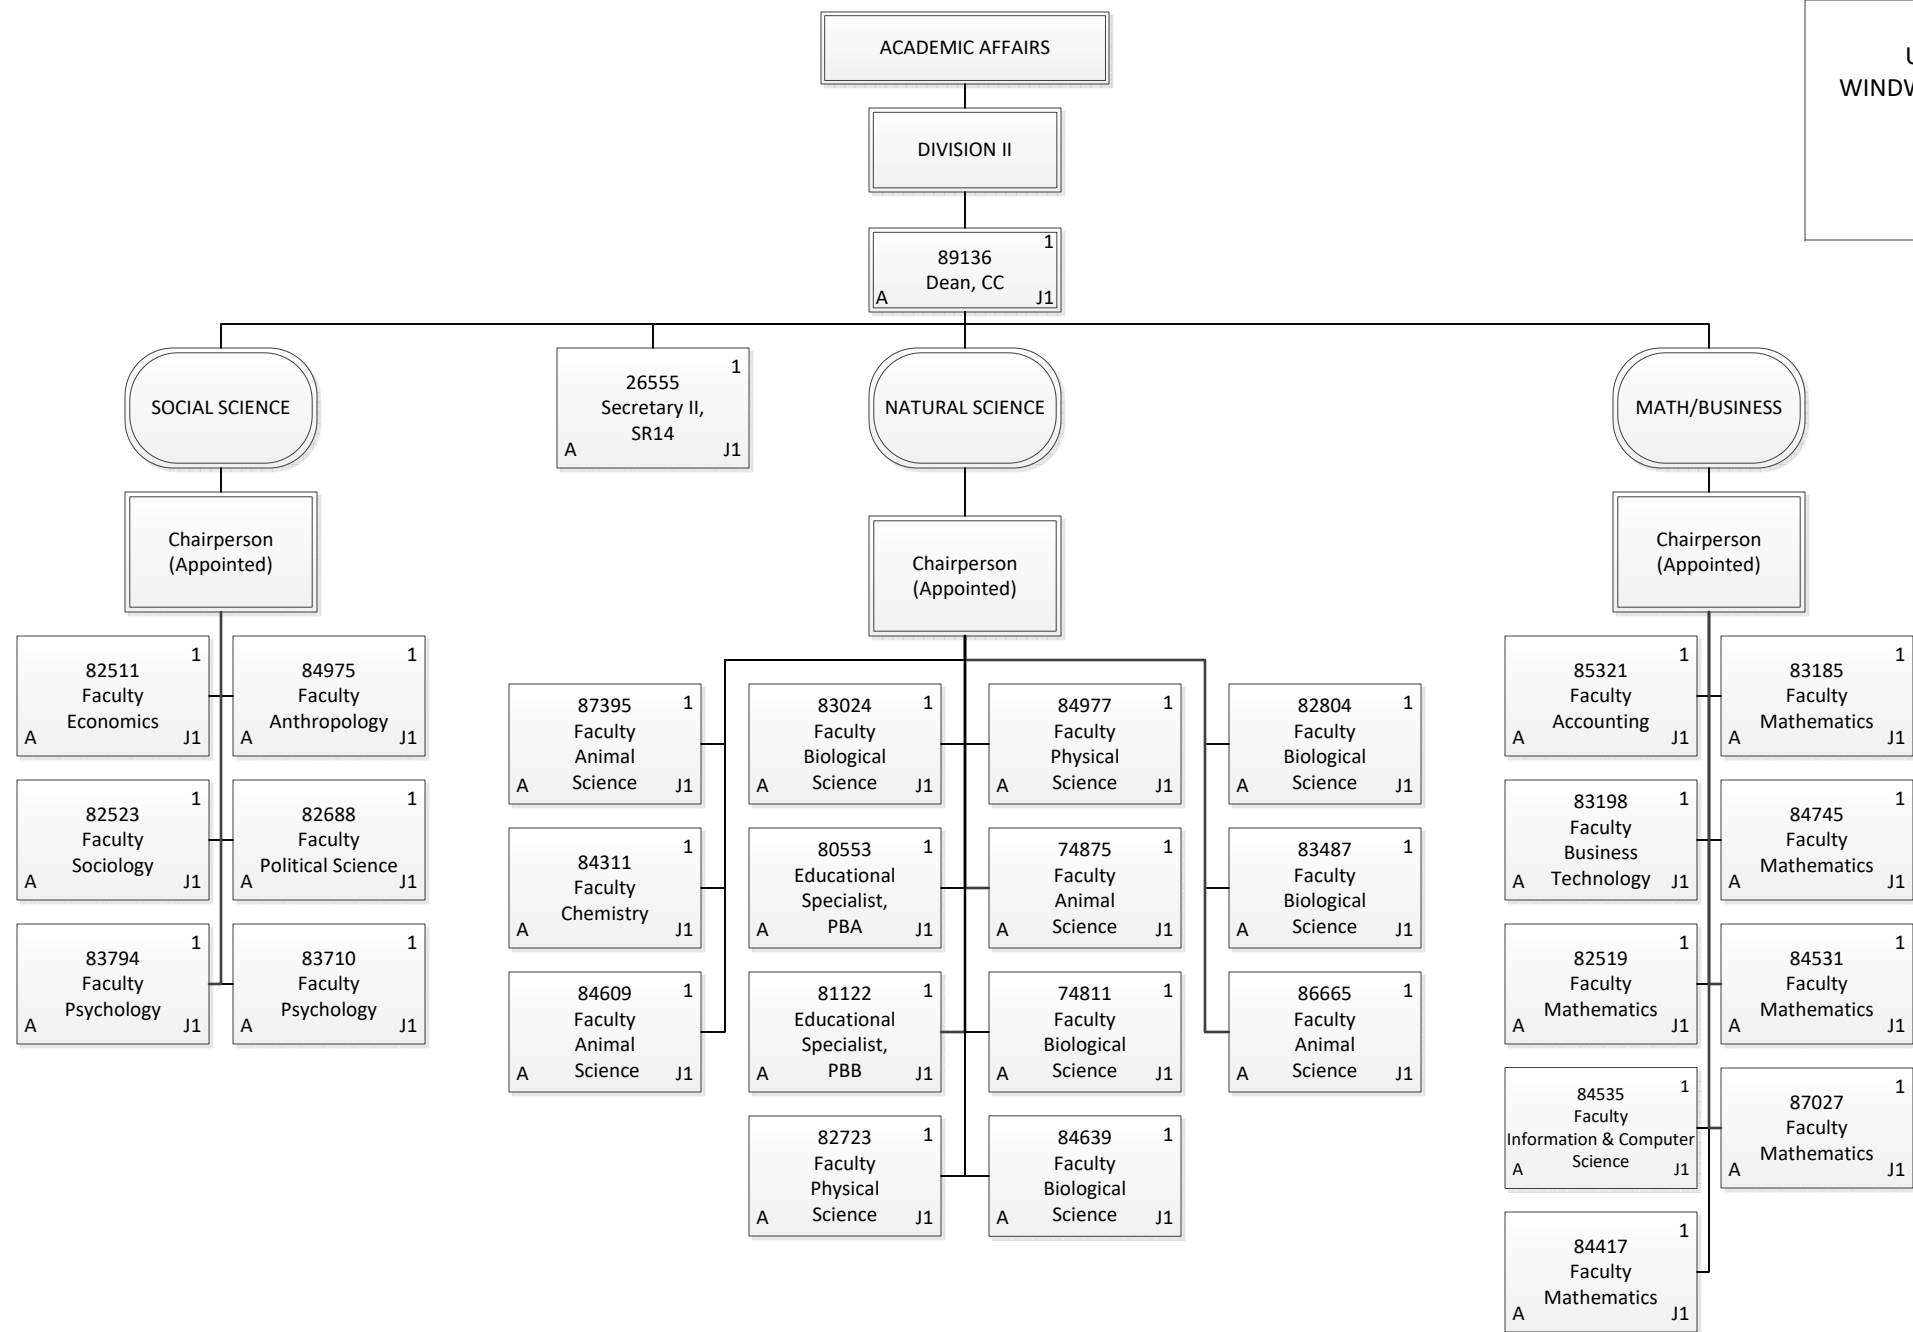 ACADEMIC AFFAIRS
WINDW
DIVISION II
1
89136
Dean, CC
A
J1
SOCIAL SCIENCE
1
26555
Secretary II,
SR14
A
J1
NATURAL SCIENCE
MATH/BUSINESS
Chairperson
(Appointed)
Chairperson
(Appointed)
Chairperson
(Appointed)
1
82511
Faculty
Economics
A
J1
1
84975
Faculty
Anthropology
A
J1
1
82523
Faculty
Sociology
A
J1
1
82688
Faculty
Political Science
A
J1
1
83794
Faculty
Psychology
A
J1
1
83710
Faculty
Psychology
A
J1
1
87395
Faculty
Animal
Science
A
J1
1
83024
Faculty
Biological
Science
A
J1
1
84977
Faculty
Physical
Science
A
J1
1
82804
Faculty
Biological
Science
A
J1
1
84311
Faculty
Chemistry
A
J1
1
80553
Educational
Specialist,
PBA
A
J1
1
74875
Faculty
Animal
Science
A
J1
1
83487
Faculty
Biological
Science
A
J1
1
84609
Faculty
Animal
Science
A
J1
1
81122
Educational
Specialist,
PBB
A
J1
1
74811
Faculty
Biological
Science
A
J1
1
86665
Faculty
Animal
Science
A
J1
1
82723
Faculty
Physical
Science
A
J1
1
84639
Faculty
Biological
Science
A
J1
1
85321
Faculty
Accounting
A
J1
1
83185
Faculty
Mathematics
A
J1
1
83198
Faculty
Business
Technology
A
J1
1
84745
Faculty
Mathematics
A
J1
1
82519
Faculty
Mathematics
A
J1
1
84531
Faculty
Mathematics
A
J1
1
84535
Faculty
Information & Computer
Science
A
J1
1
87027
Faculty
Mathematics
A
J1
1
84417
Faculty
Mathematics
A
J1